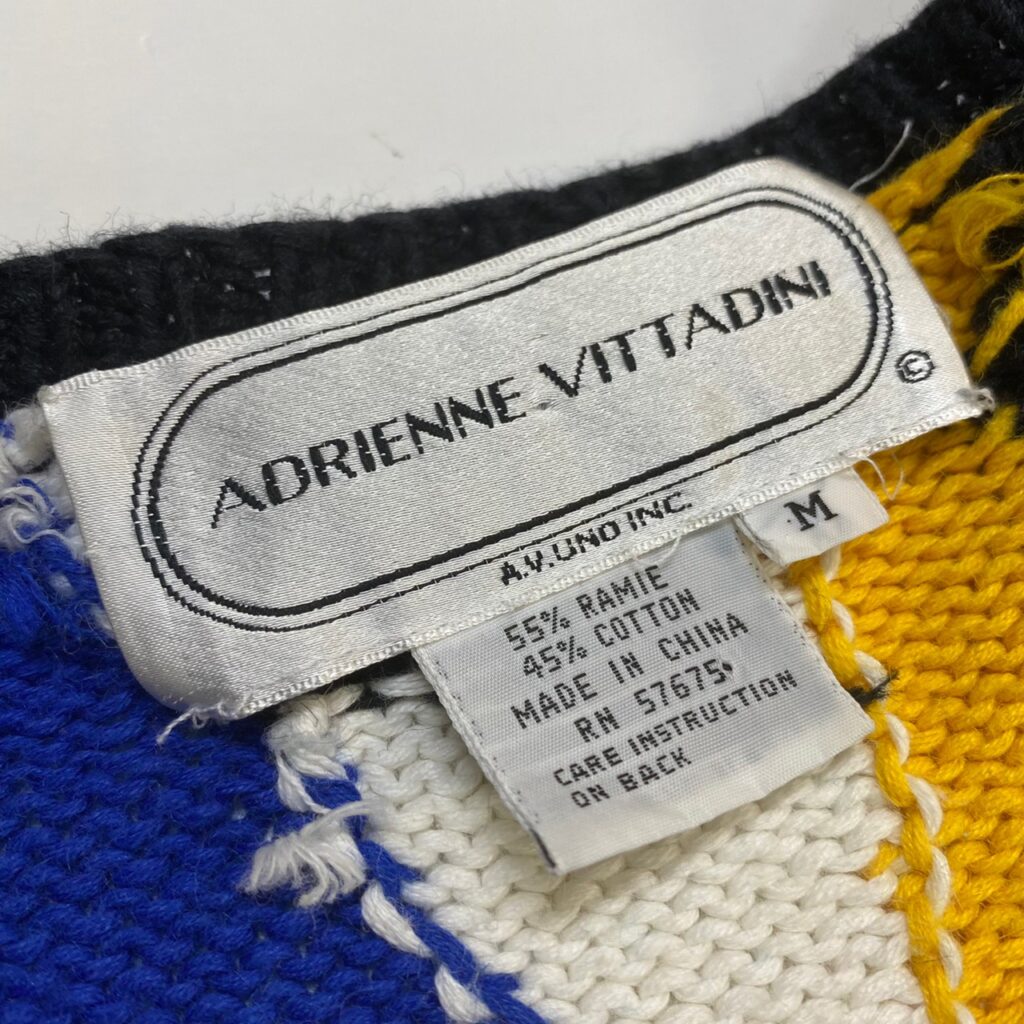 ADRIENNE VITTADINI
©
A.V. UNO INC.
M
55% RAMIE
45% COTTON
MADE IN CHINA
RN 57675
CARE INSTRUCTION
ON BACK